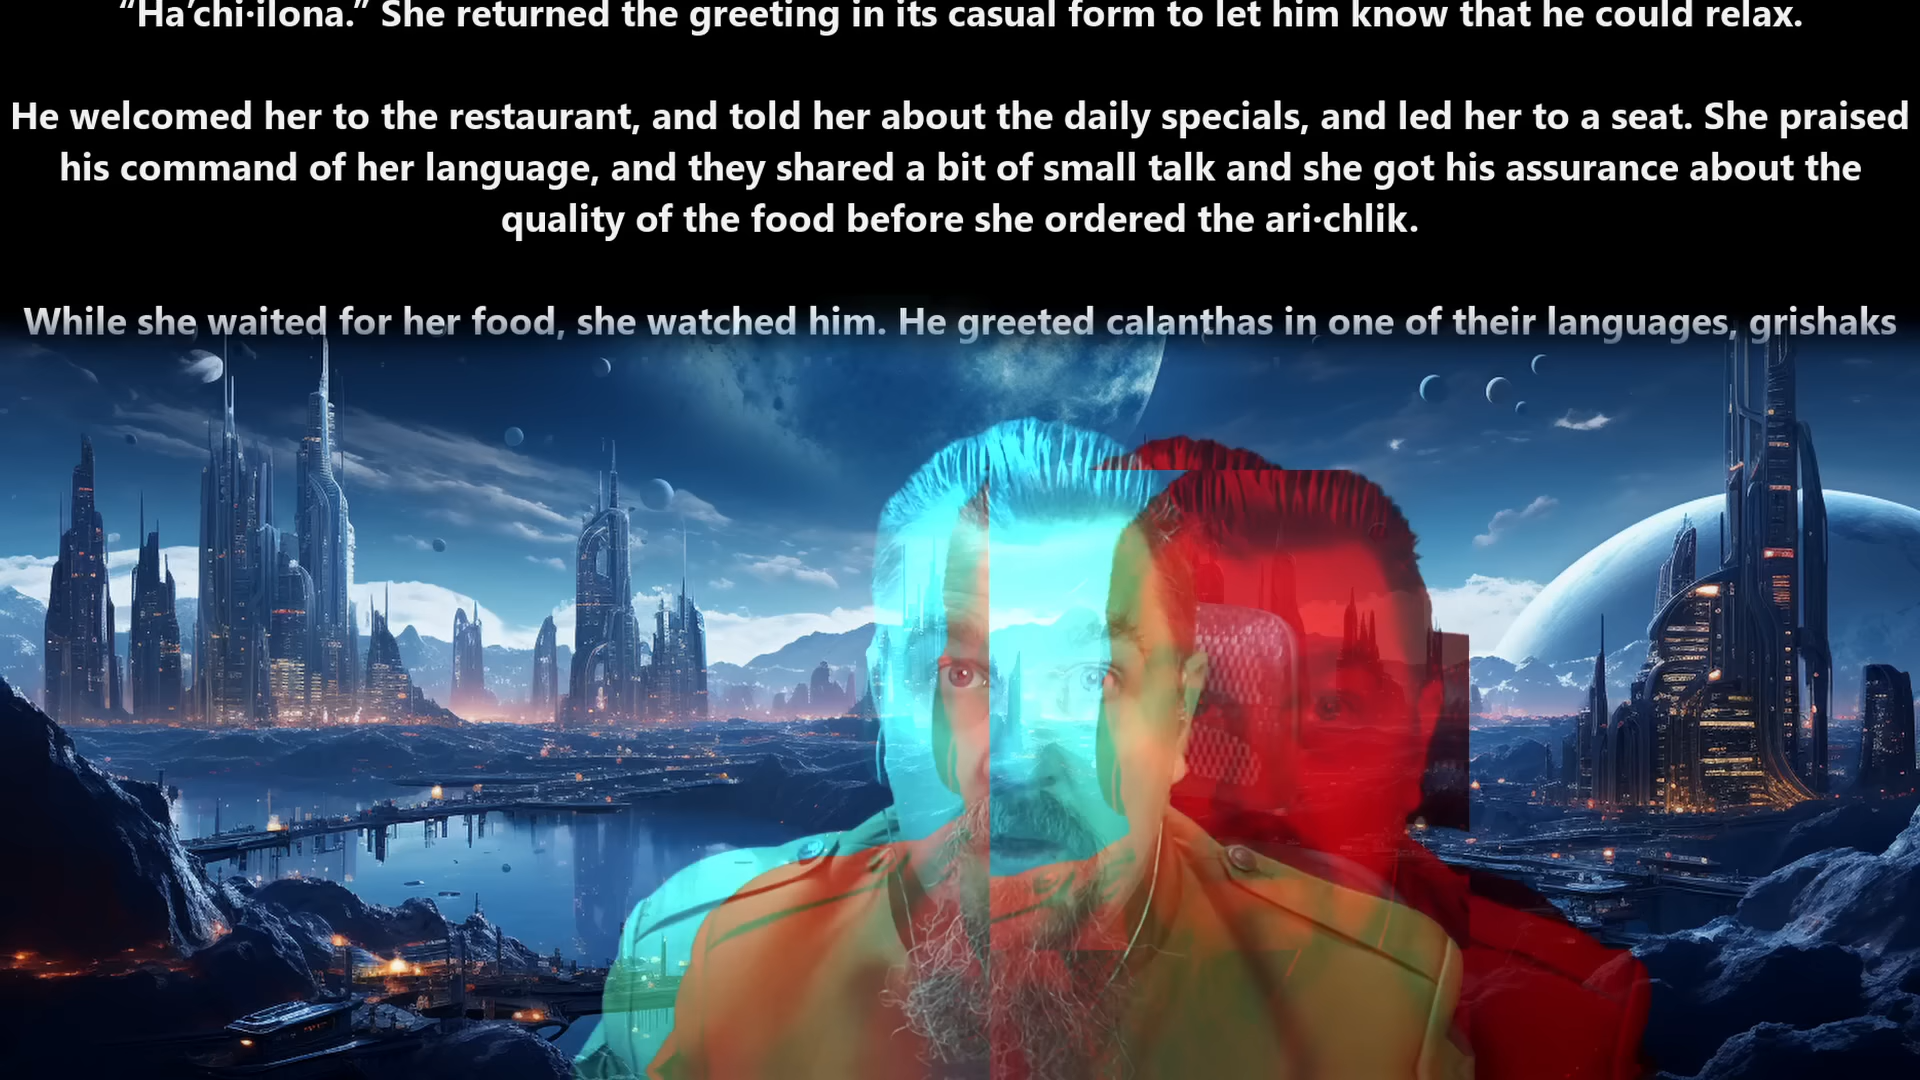 “Ha’chi·ilona.” She returned the greeting in its casual form to let him know that he could relax.
He welcomed her to the restaurant, and told her about the daily specials, and led her to a seat. She praised
his command of her language, and they shared a bit of small talk and she got his assurance about the
quality of the food before she ordered the ari·chlik.
While she waited for her food, she watched him. He greeted calanthas in one of their languages, grishaks